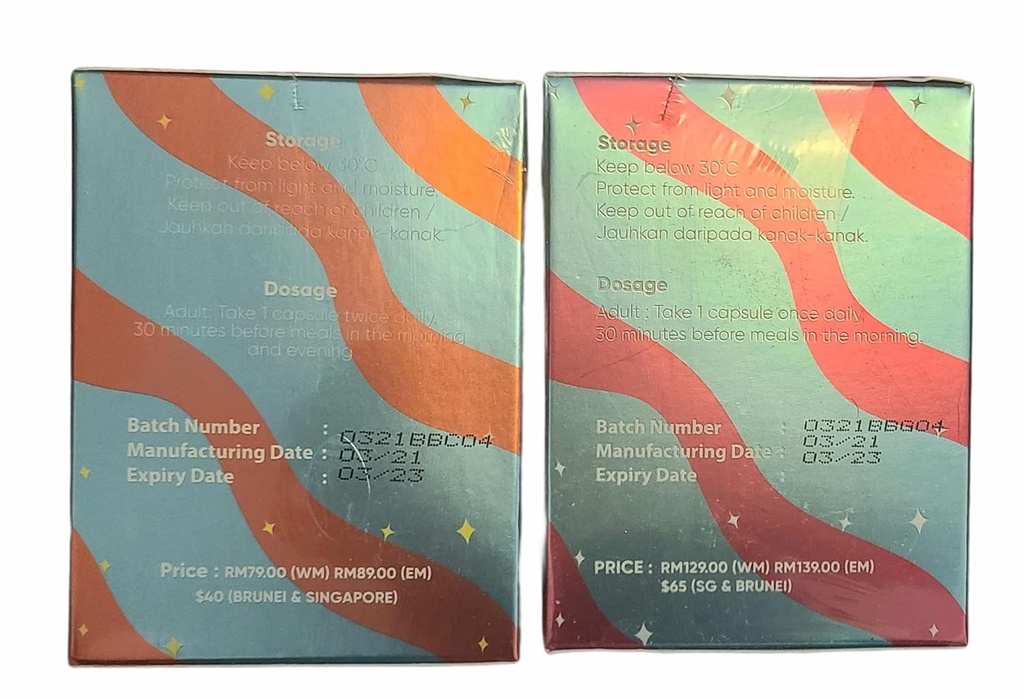 Storage
Keep below 30°C
Protect from light and moisture.
Keep out of reach of children /
Jauhkan daripada kanak-kanak.
Dosage
Adult: Take 1 capsule twice daily,
30 minutes before meals in the morning
and evening
Batch Number : 0321BBC04
Manufacturing Date : 03/21
Expiry Date : 03/23
Price : RM79.00 (WM) RM89.00 (EM)
$40 (BRUNEI & SINGAPORE)
Storage
Keep below 30°C
Protect from light and moisture.
Keep out of reach of children /
Jauhkan daripada kanak-kanak.
Dosage
Adult : Take 1 capsule once daily,
30 minutes before meals in the morning.
Batch Number : 0321BBG04
Manufacturing Date : 03/21
Expiry Date : 03/23
PRICE : RM129.00 (WM) RM139.00 (EM)
$65 (SG & BRUNEI)